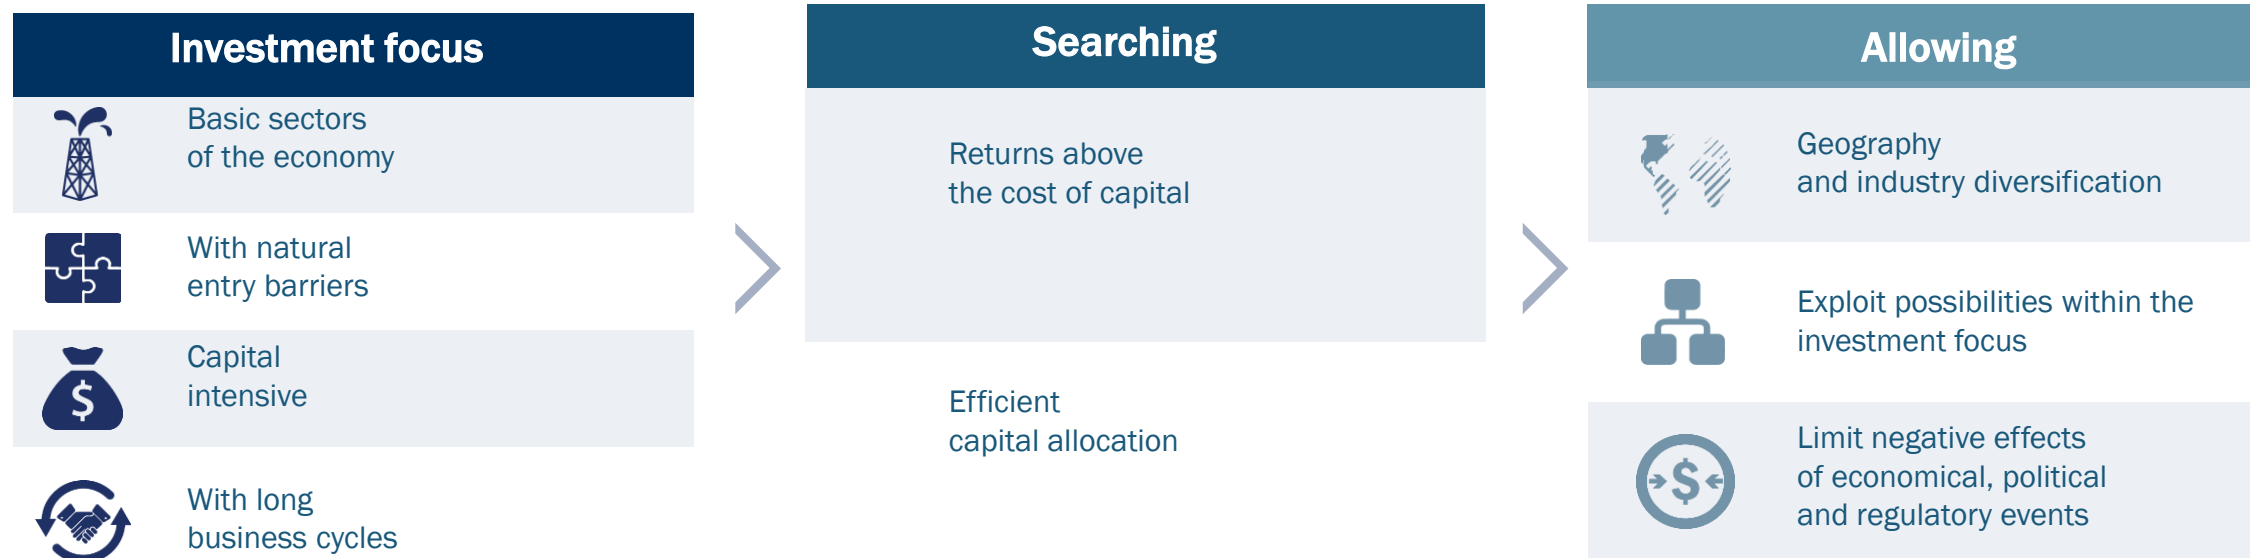 Investment focus
Basic sectors
of the economy
With natural
entry barriers
Capital
intensive
$
With long
business cycles
Searching
Returns above
the cost of capital
Efficient
capital allocation
Allowing
Geography
and industry diversification
Exploit possibilities within the
investment focus
$
Limit negative effects
of economical, political
and regulatory events